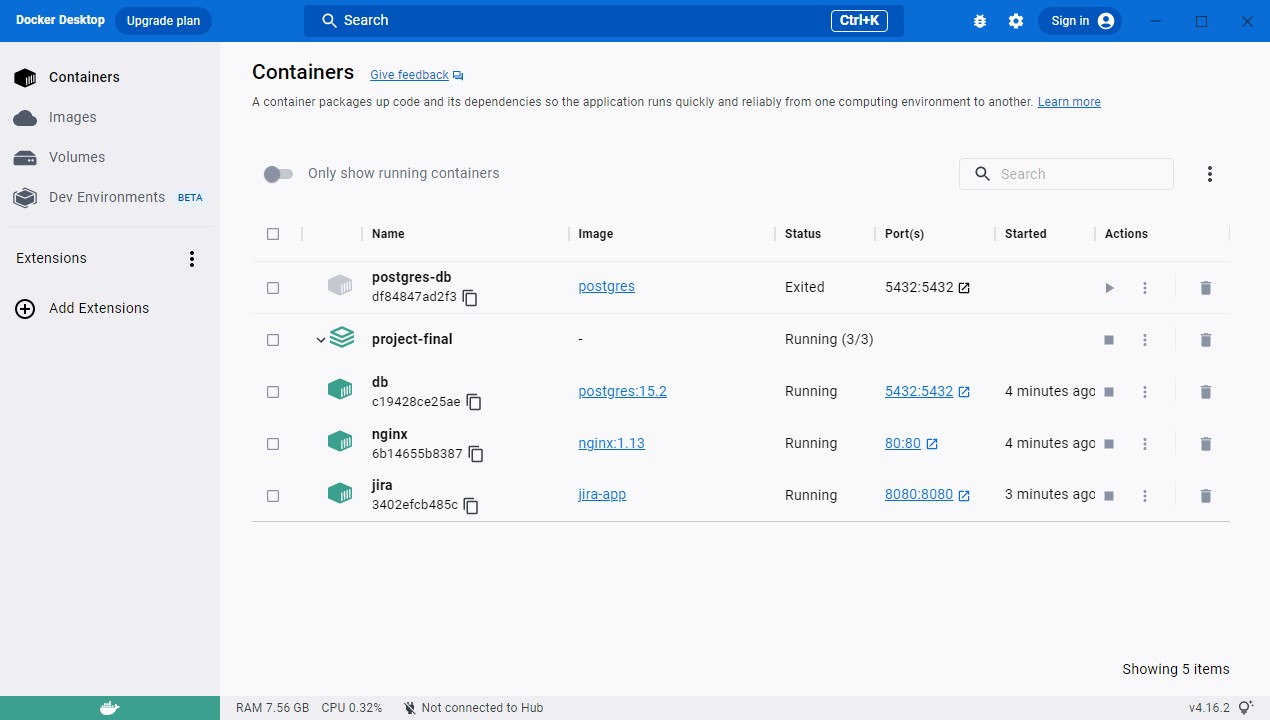 Docker Desktop Upgrade plan Search Ctrl+K Sign in
Containers
Images
Volumes
Dev Environments BETA
Extensions
Add Extensions
Containers Give feedback
A container packages up code and its dependencies so the application runs quickly and reliably from one computing environment to another. Learn more
Only show running containers Search
Name Image Status Port(s) Started Actions
postgres-db
df84847ad2f3 postgres Exited 5432:5432
project-final - Running (3/3)
db
c19428ce25ae postgres:15.2 Running 5432:5432 4 minutes ago
nginx
6b14655b8387 nginx:1.13 Running 80:80 4 minutes ago
jira
3402efcb485c jira-app Running 8080:8080 3 minutes ago
Showing 5 items
RAM 7.56 GB CPU 0.32% Not connected to Hub v4.16.2